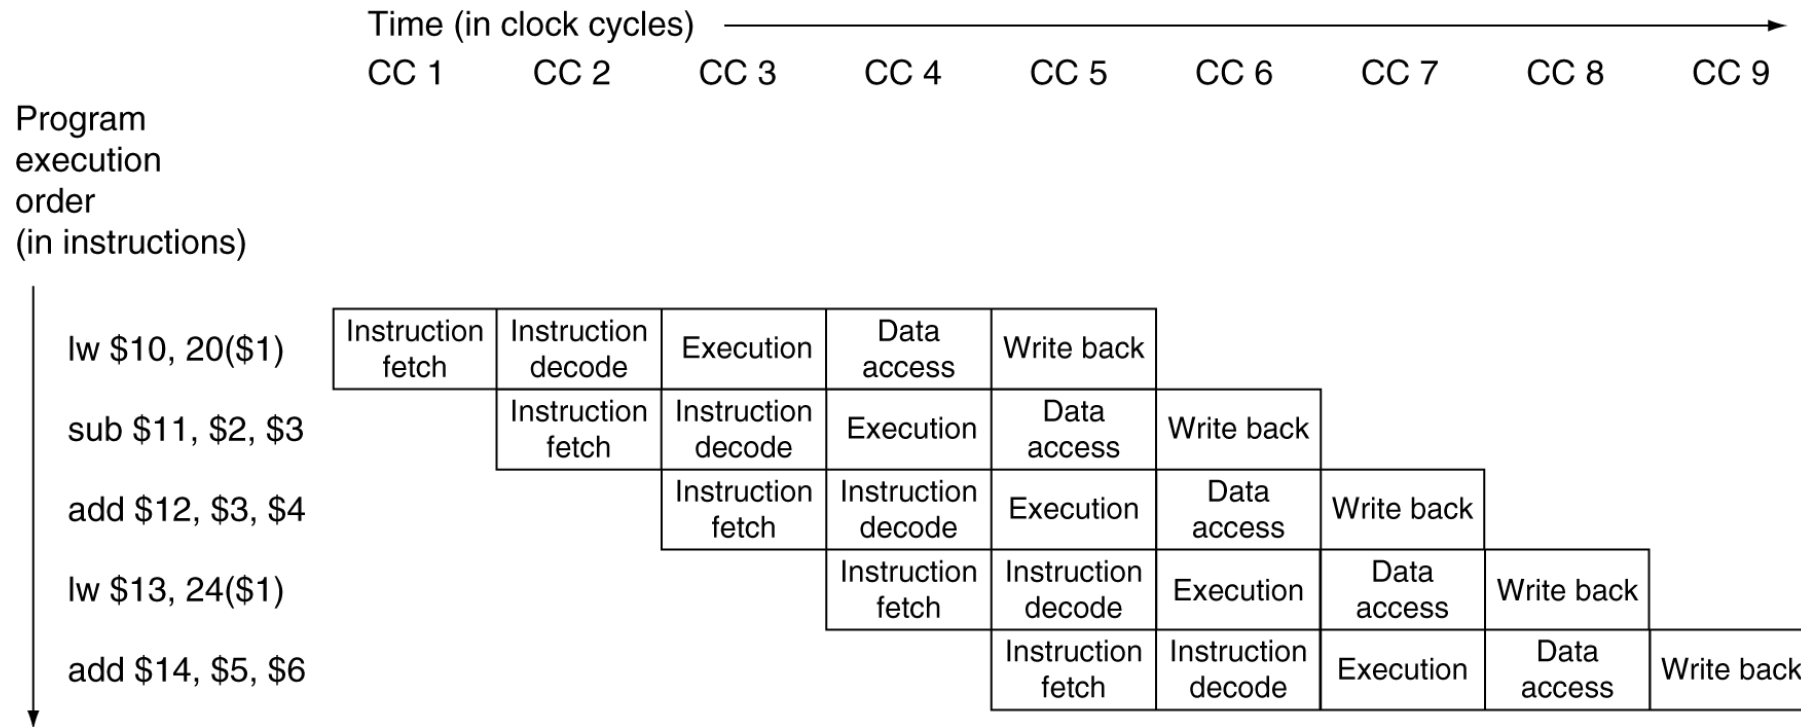 Time (in clock cycles)
CC 1 CC 2 CC 3 CC 4 CC 5 CC 6 CC 7 CC 8 CC 9
Program
execution
order
(in instructions)
lw $10, 20($1) Instruction fetch Instruction decode Execution Data access Write back
sub $11, $2, $3 Instruction fetch Instruction decode Execution Data access Write back
add $12, $3, $4 Instruction fetch Instruction decode Execution Data access Write back
lw $13, 24($1) Instruction fetch Instruction decode Execution Data access Write back
add $14, $5, $6 Instruction fetch Instruction decode Execution Data access Write back